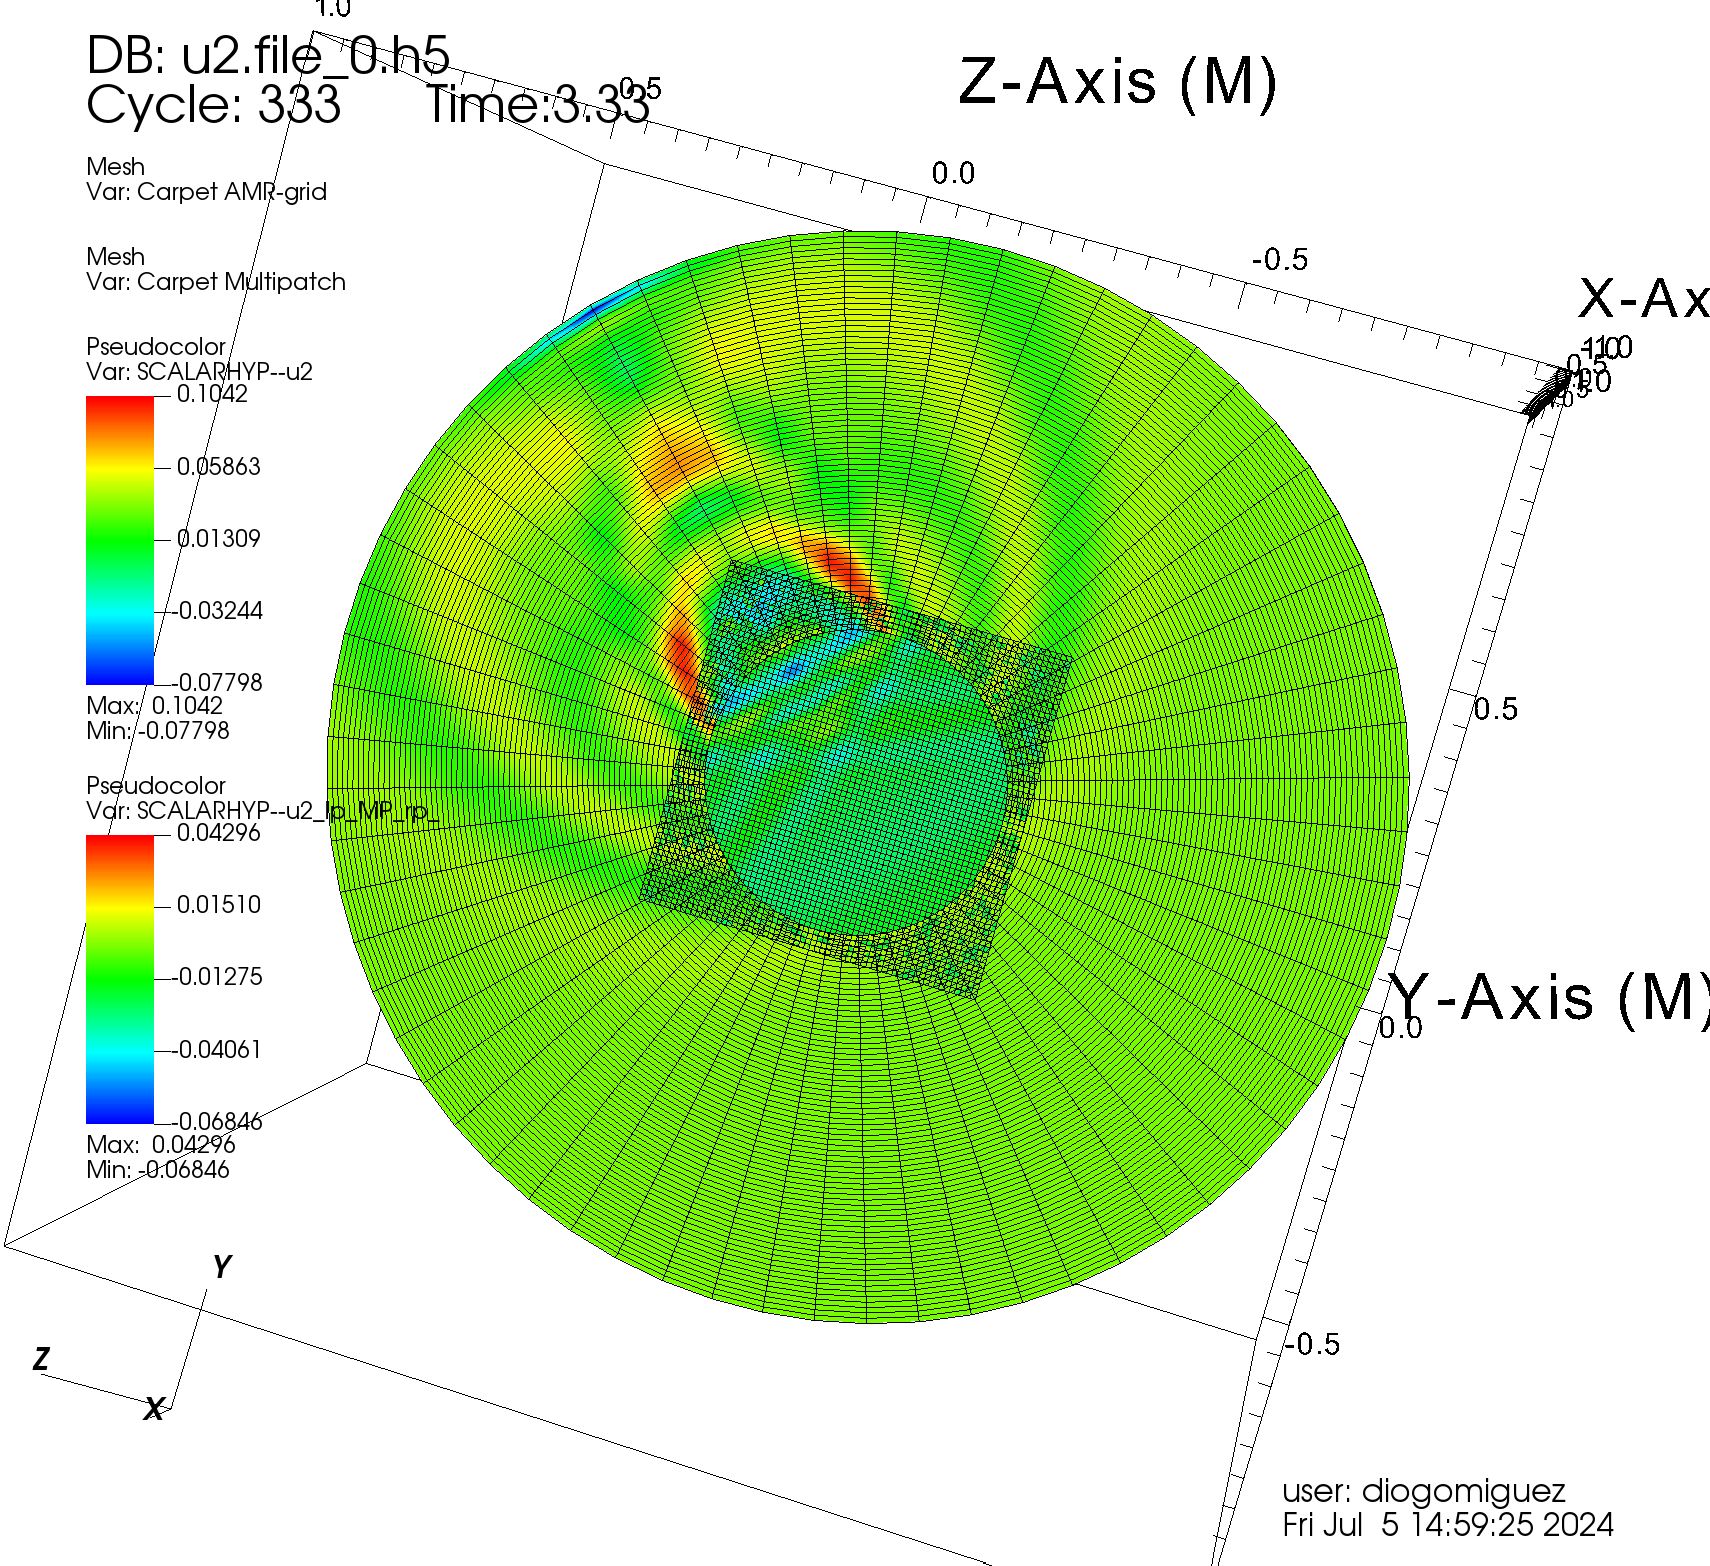 1.0
DB: u2.file_0.h5
Cycle: 333 Time:3.33
0.5
Z-Axis (M)
Mesh
Var: Carpet AMR-grid
0.0
Mesh
Var: Carpet Multipatch
-0.5
X-Ax
Pseudocolor
Var: SCALARHYP--u2
0.1042
0.05863
0.01309
-0.03244
-0.07798
Max: 0.1042
Min: -0.07798
0.5
Pseudocolor
Var: SCALARHYP--u2_lp_MP_rp_
0.04296
0.01510
-0.01275
-0.04061
-0.06846
Max: 0.04296
Min: -0.06846
Y-Axis (M)
0.0
Y
Z
X
-0.5
user: diogomiguez
Fri Jul 5 14:59:25 2024